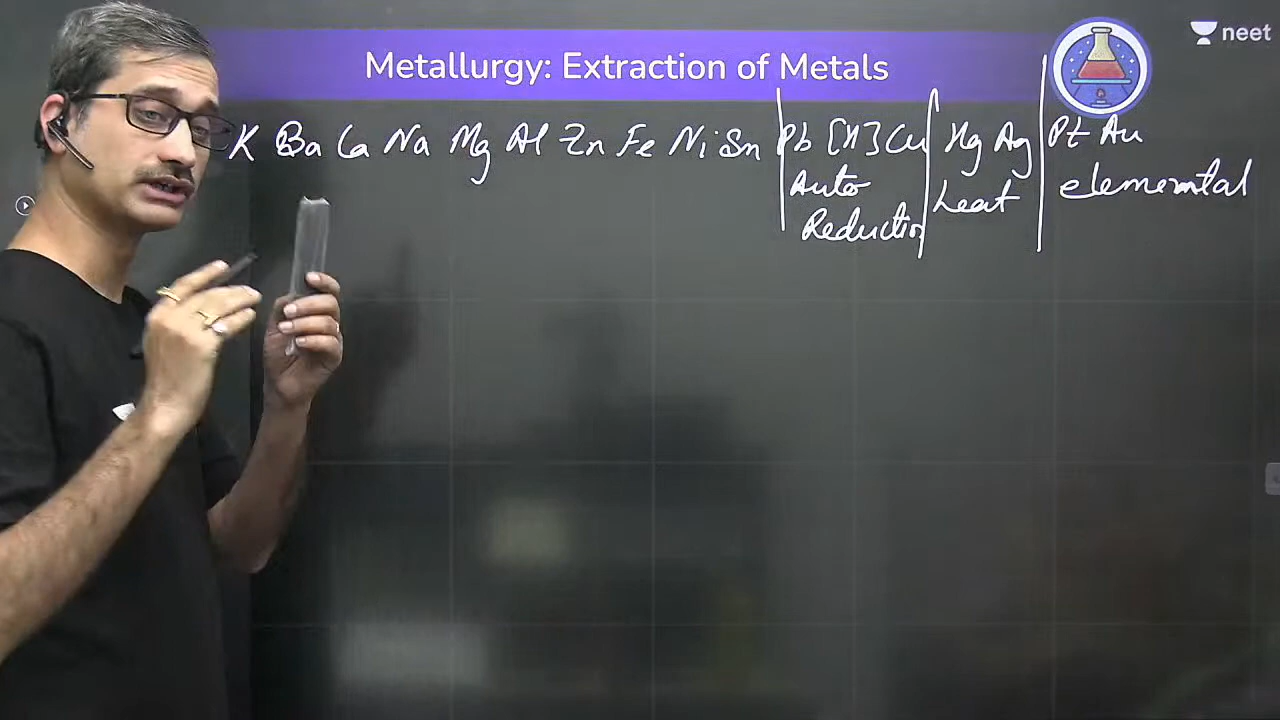 neet
Metallurgy: Extraction of Metals
K Ba Ca Na Mg Al Zn Fe Ni Sn Pb [H] Cu Hg Ag Pt Au
Auto
Reduction
heat
elemental